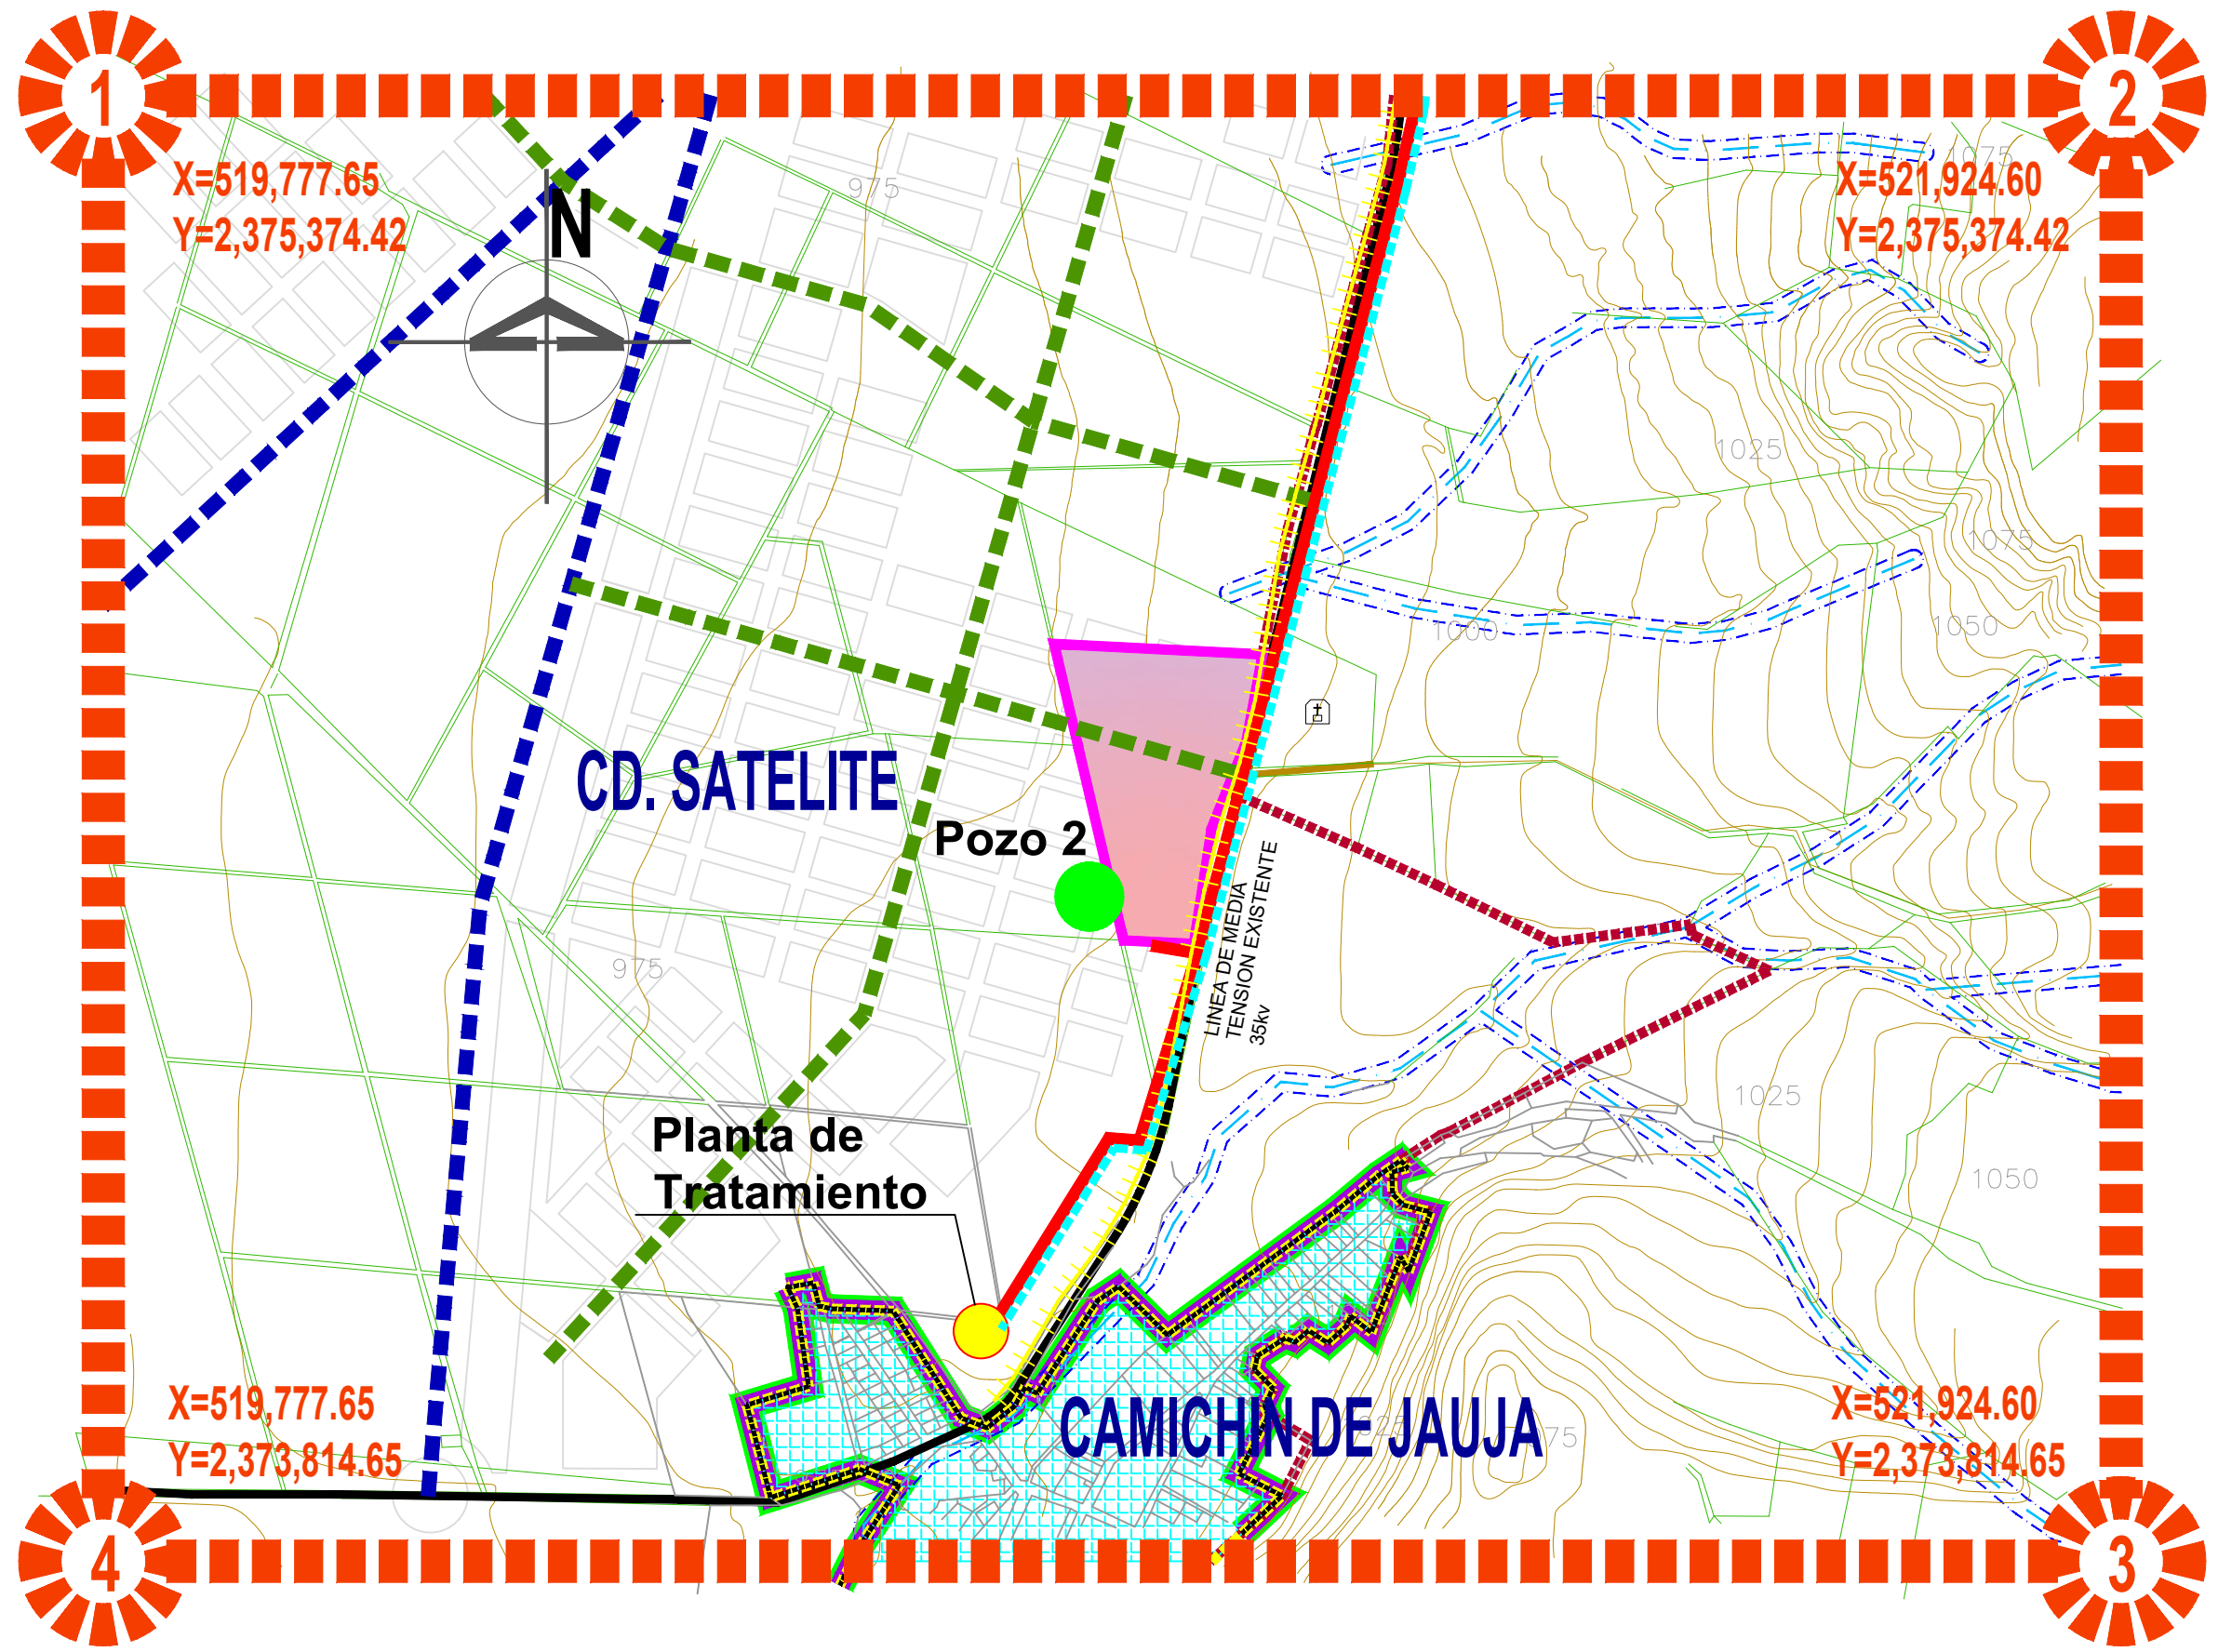 1
2
X=519,777.65
Y=2,375,374.42
X=521,924.60
Y=2,375,374.42
N
975
1075
1025
1075
1000
1050
CD. SATELITE
Pozo 2
LINEA DE MEDIA
TENSION EXISTENTE
35kv
975
1025
1050
Planta de
Tratamiento
X=519,777.65
Y=2,373,814.65
CAMICHIN DE JAUJA
X=521,924.60
Y=2,373,814.65
4
3